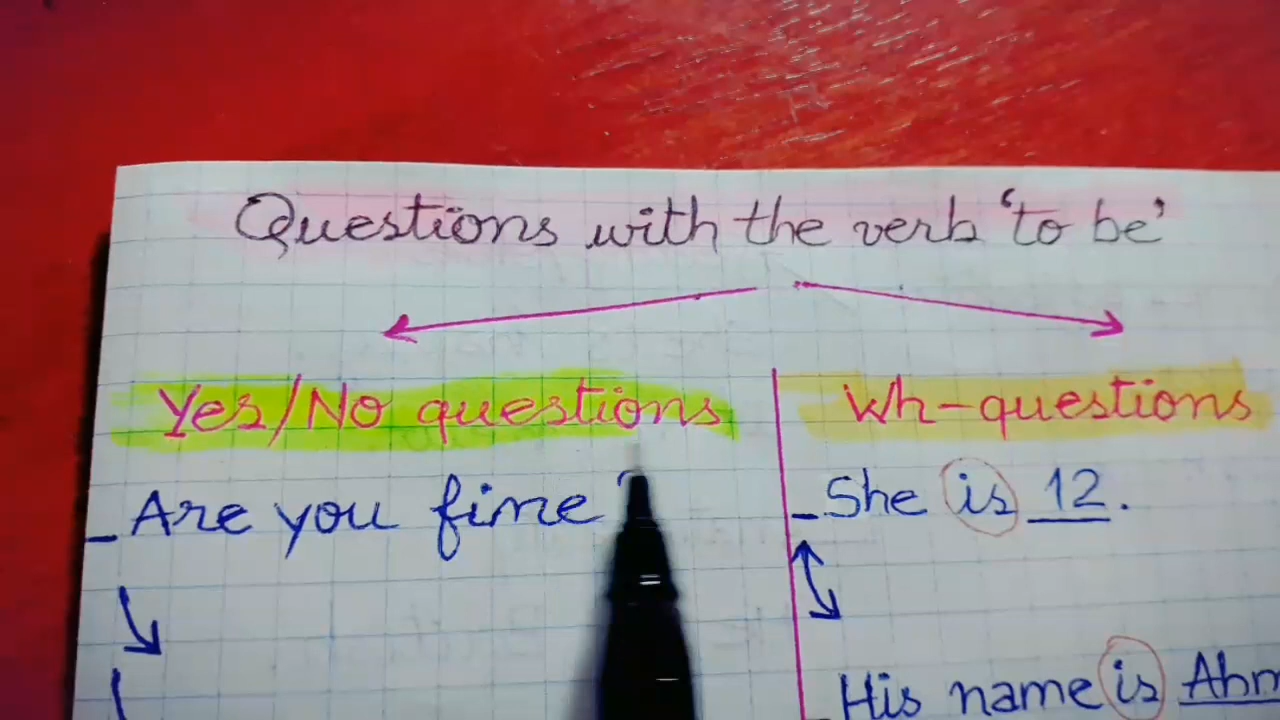 Questions with the verb 'to be'
Yes/No questions
_ Are you fine ?
Wh-questions
_ She is 12.
_ His name is